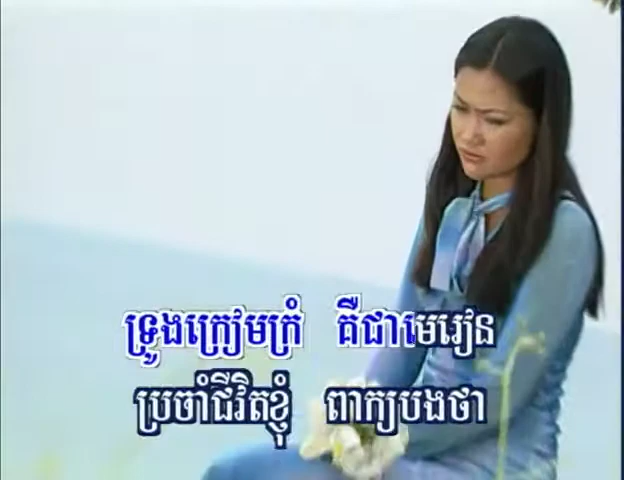 ទ្រូងក្រៀមក្រំ គឺជាមេរៀន
ប្រចាំជីវិតខ្ញុំ ពាក្យបងថា